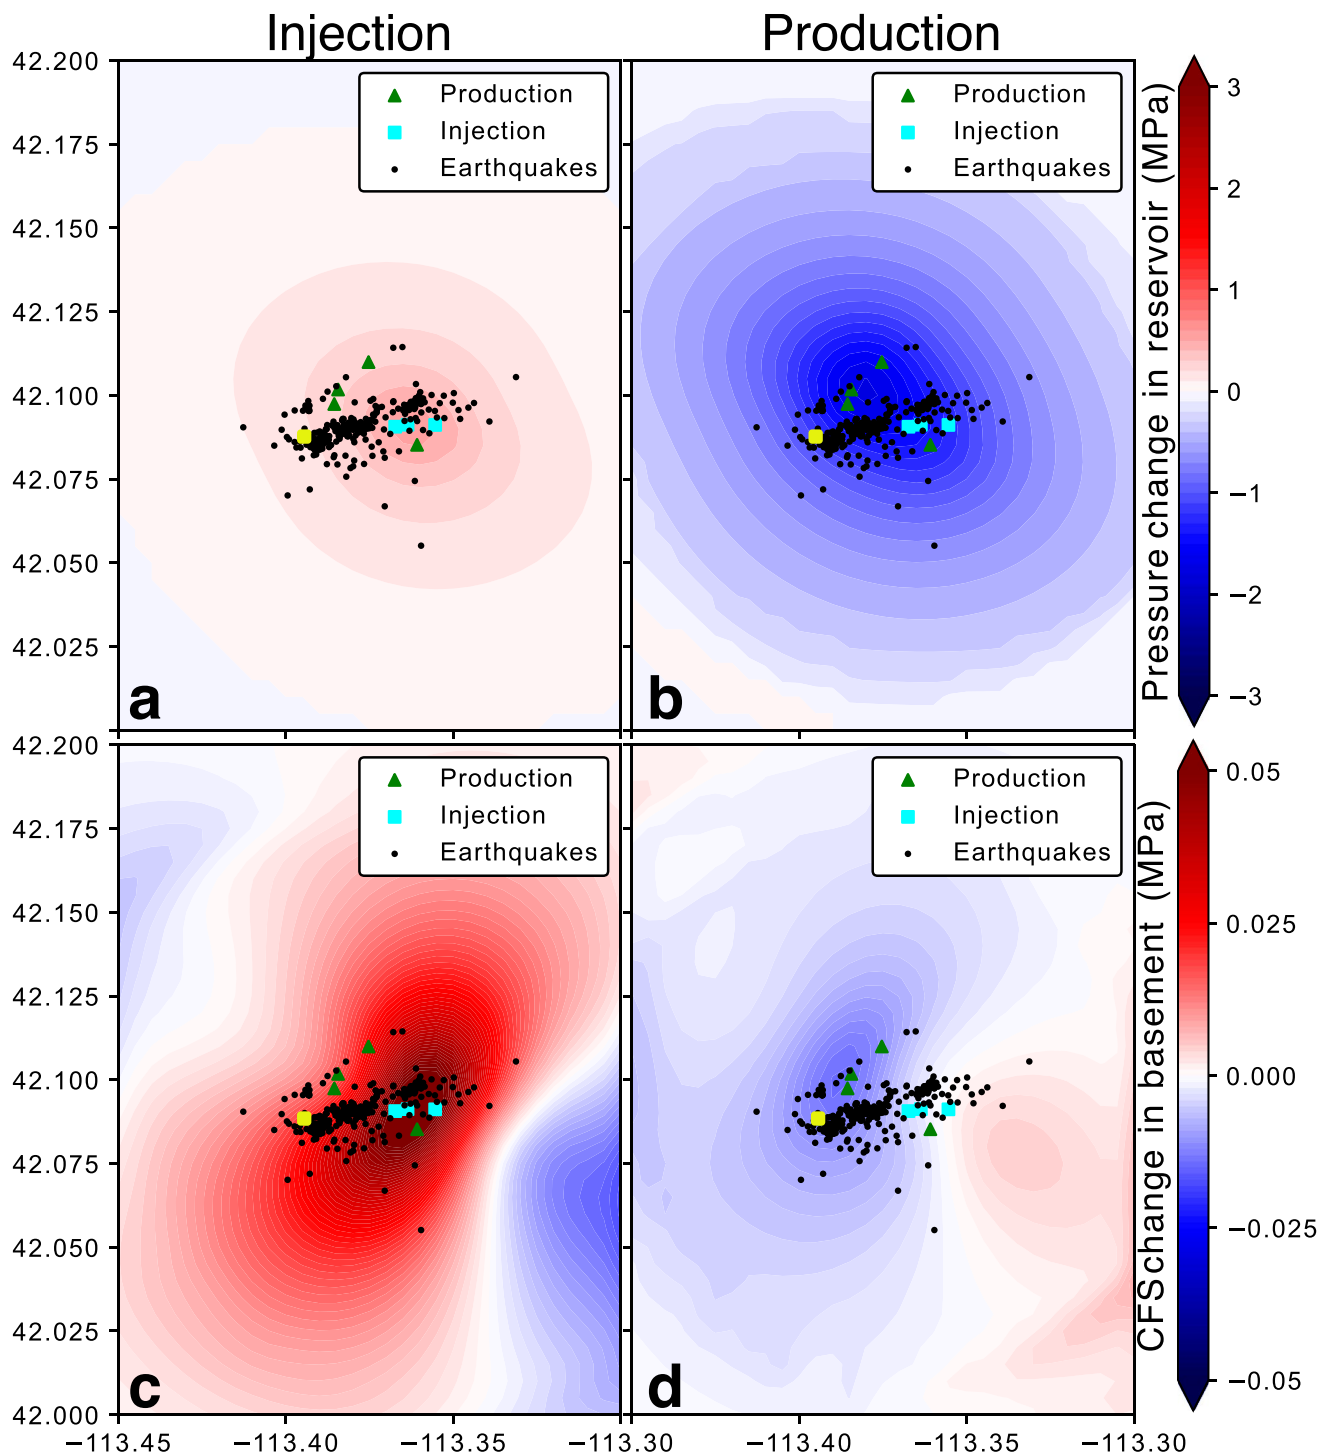 Injection
Production
42.200
42.175
42.150
42.125
42.100
42.075
42.050
42.025
Production
Injection
Earthquakes
a
Production
Injection
Earthquakes
b
3
2
1
0
−1
−2
−3
Pressure change in reservoir (MPa)
42.200
42.175
42.150
42.125
42.100
42.075
42.050
42.025
42.000
Production
Injection
Earthquakes
c
Production
Injection
Earthquakes
d
0.05
0.025
0.000
−0.025
−0.05
CFSchange in basement (MPa)
−113.45
−113.40
−113.35
−113.30
−113.40
−113.35
−113.30